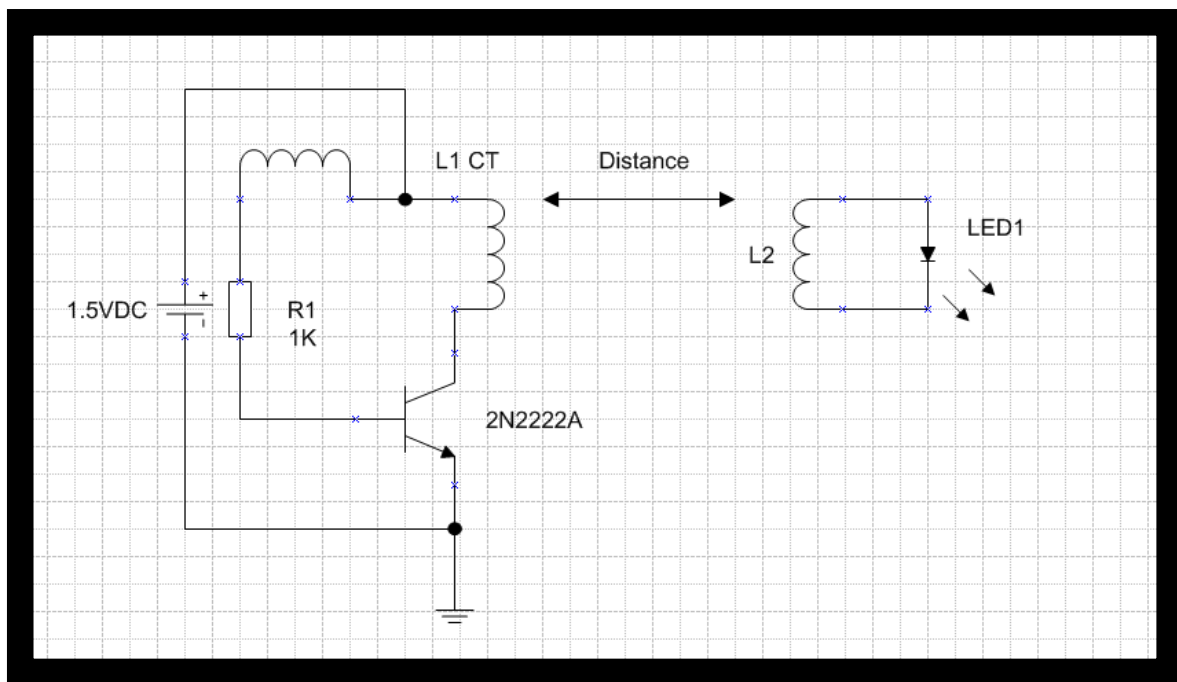 L1 CT
Distance
L2
LED1
1.5VDC
+
−
R1
1K
2N2222A